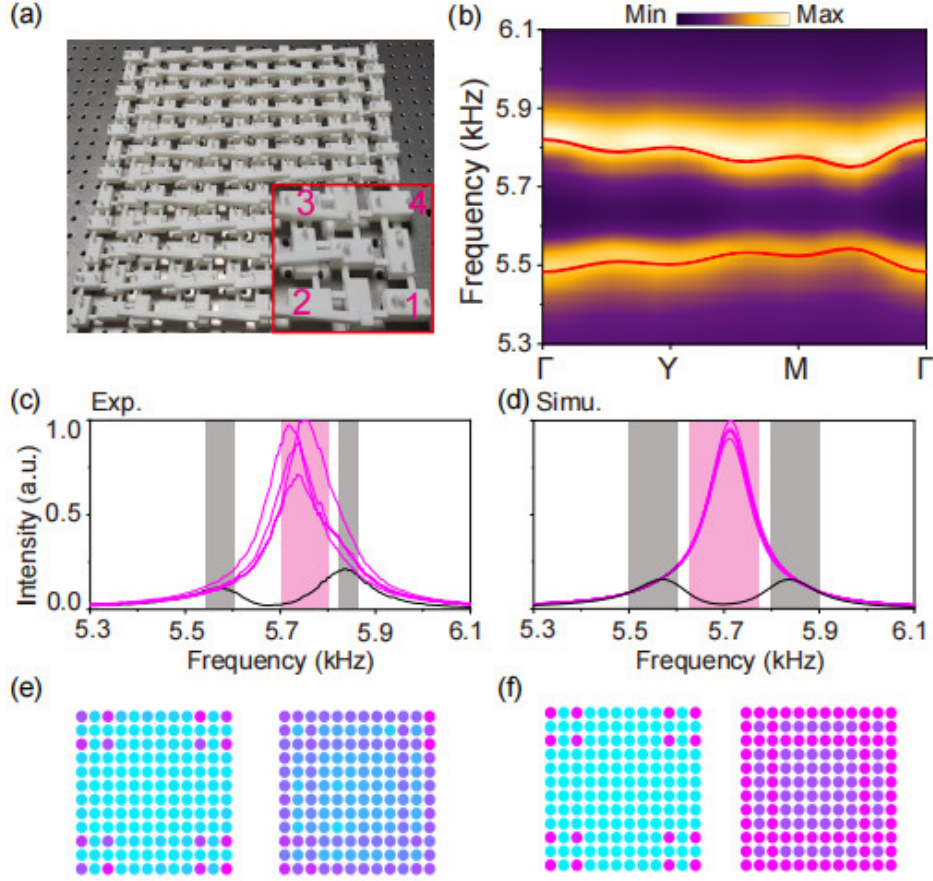 (a)
3
4
2
1
(b)
Min
Max
6.1
5.9
5.7
5.5
5.3
Frequency (kHz)
Γ
Y
M
Γ
(c)
Exp.
1.0
0.5
0.0
Intensity (a.u.)
5.3
5.5
5.7
5.9
6.1
Frequency (kHz)
(d)
Simu.
5.3
5.5
5.7
5.9
6.1
Frequency (kHz)
(e)
(f)